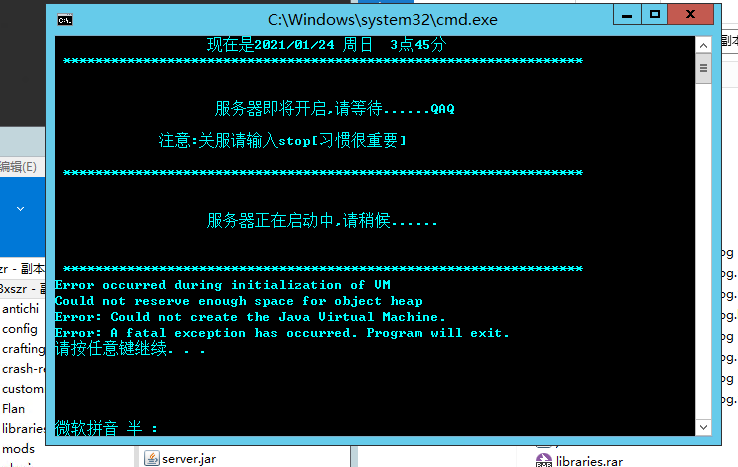 C:\Windows\system32\cmd.exe
现在是2021/01/24 周日 3点45分
*****************************************************************
服务器即将开启,请等待......QAQ
注意:关服请输入stop[习惯很重要]
*****************************************************************
服务器正在启动中,请稍候......
*****************************************************************
Error occurred during initialization of VM
Could not reserve enough space for object heap
Error: Could not create the Java Virtual Machine.
Error: A fatal exception has occurred. Program will exit.
请按任意键继续. . .
微软拼音 半 :
编辑(E)
zr - 副本
3xszr - 副
antichi
config
crafting
crash-re
custom
Flan
libraries
mods
server.jar
libraries.rar
副本
og
og.
og.
og.
og.
og
og
og.